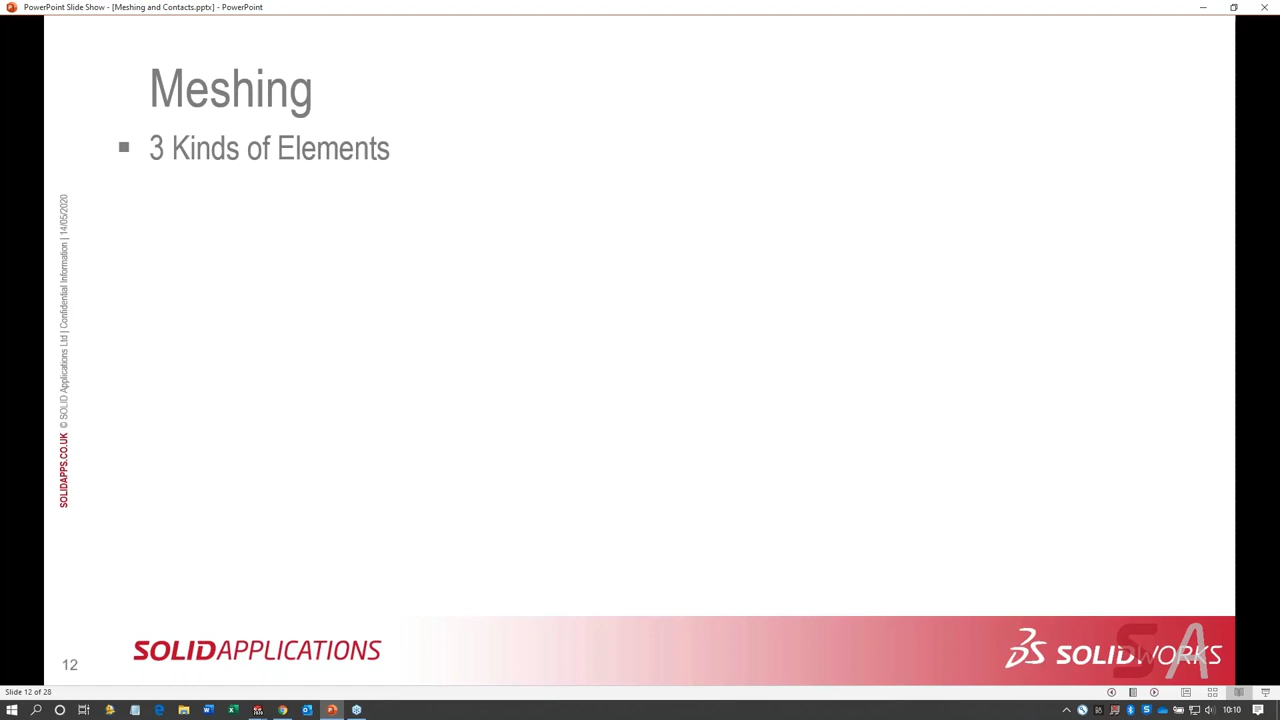 PowerPoint Slide Show - [Meshing and Contacts.pptx] - PowerPoint
Meshing
■ 3 Kinds of Elements
SOLIDAPPS.CO.UK © SOLID Applications Ltd | Confidential Information | 14/05/2020
12
SOLIDAPPLICATIONS
SOLIDWORKS
SA
Slide 12 of 28
10:10